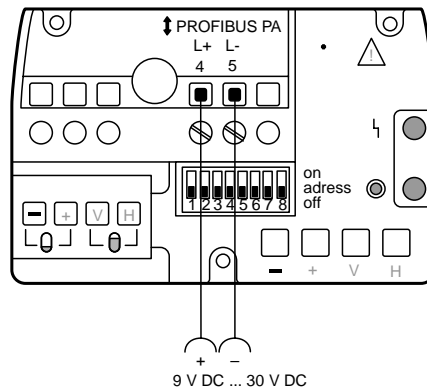 ↕ PROFIBUS PA
L+ L-
4 5
!
on
adress
off
1 2 3 4 5 6 7 8
– + V H
– + V H
+ –
9 V DC ... 30 V DC